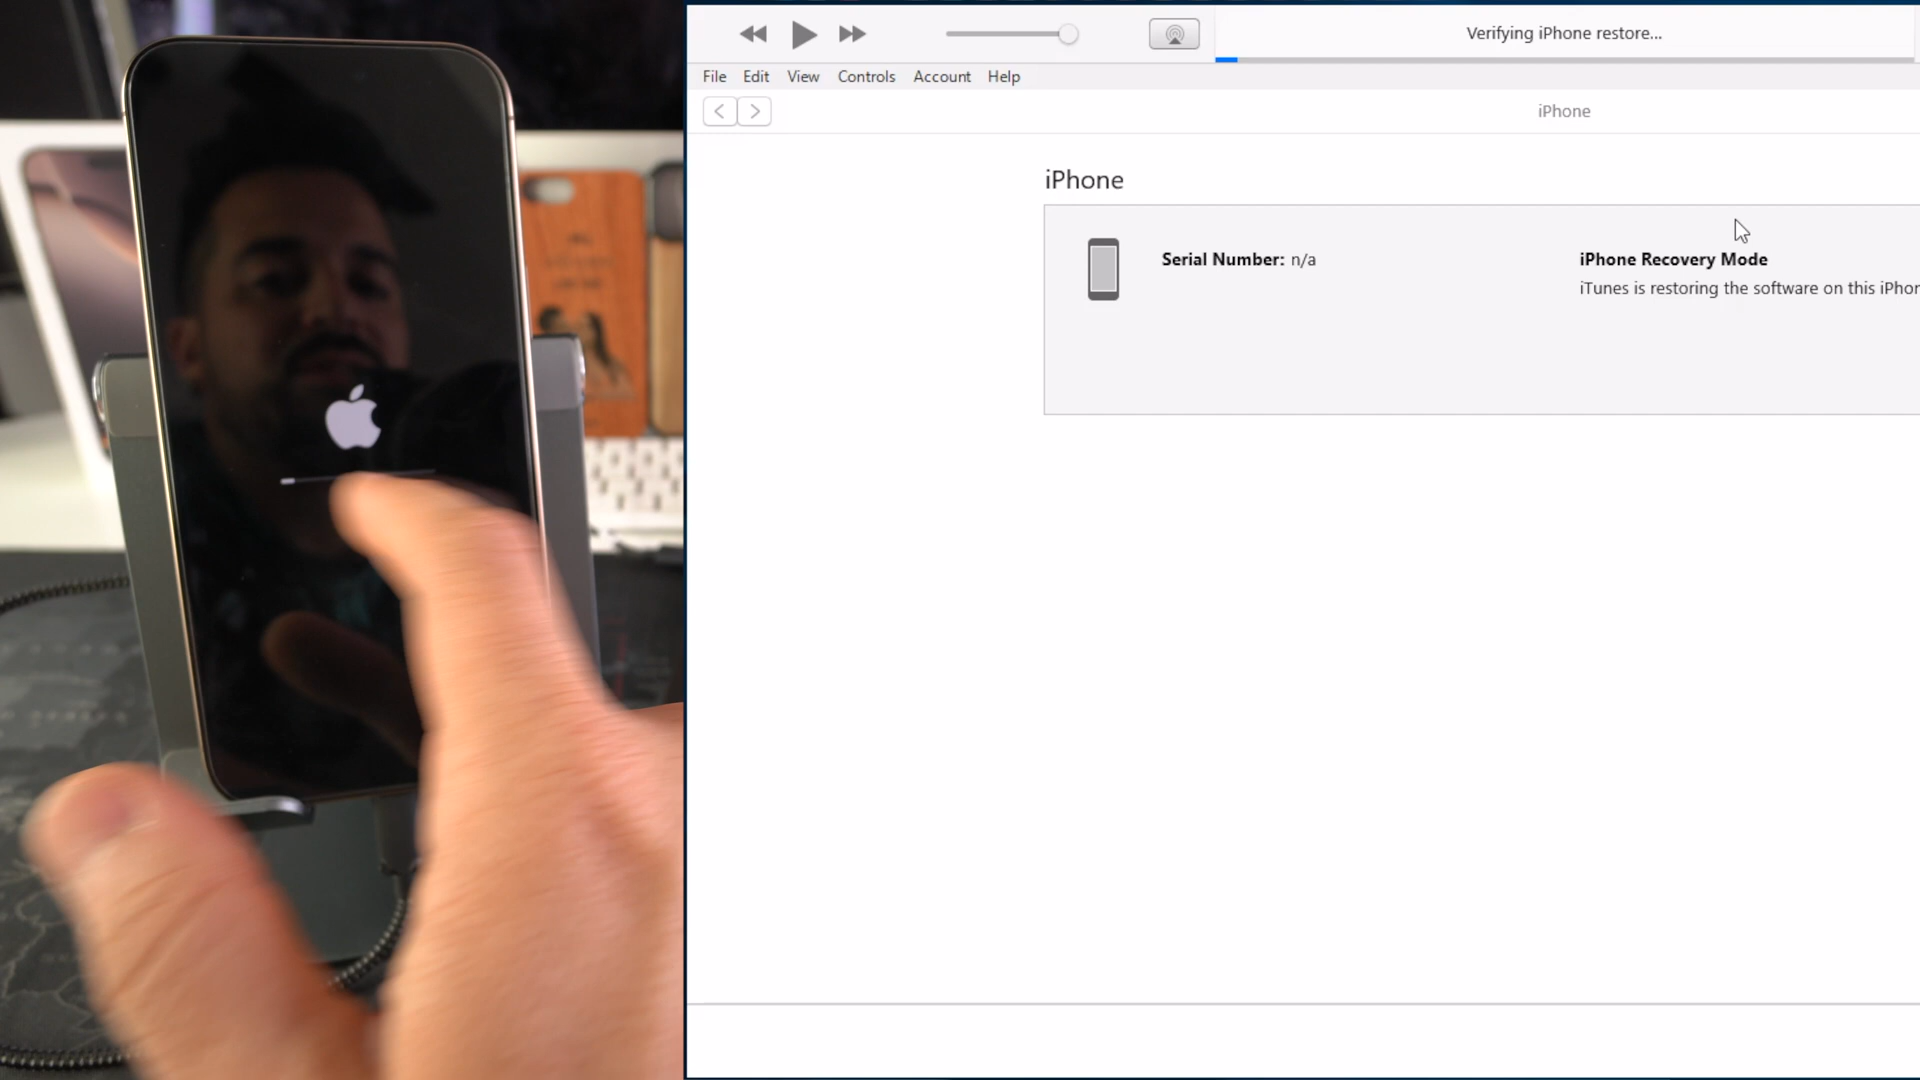 Verifying iPhone restore...
File Edit View Controls Account Help
iPhone
iPhone
Serial Number: n/a
iPhone Recovery Mode
iTunes is restoring the software on this iPhon